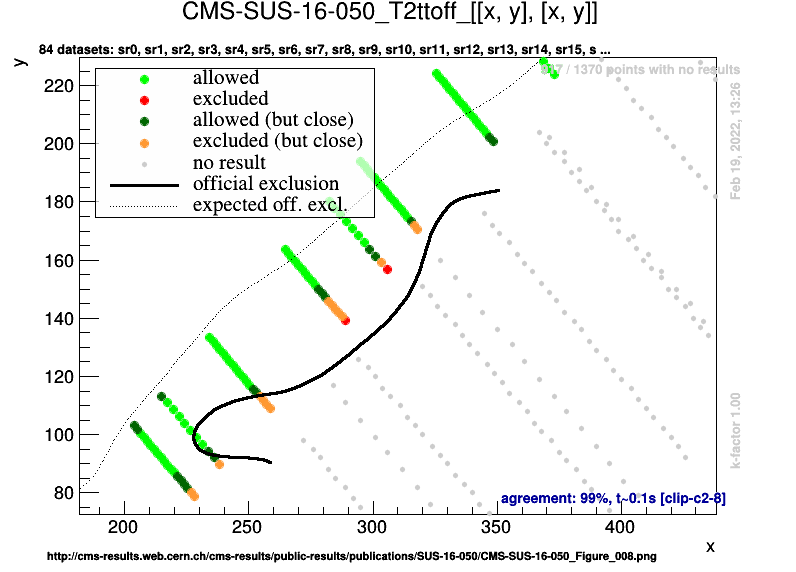 CMS-SUS-16-050_T2ttoff_[[x, y], [x, y]]
84 datasets: sr0, sr1, sr2, sr3, sr4, sr5, sr6, sr7, sr8, sr9, sr10, sr11, sr12, sr13, sr14, sr15, s ...
y
/ 1370 points with no results
allowed
excluded
allowed (but close)
excluded (but close)
no result
official exclusion
expected off. excl.
220
200
180
160
140
120
100
80
Feb 19, 2022, 13:26
k-factor 1.00
agreement: 99%, t~0.1s [clip-c2-8]
200
250
300
350
400
x
http://cms-results.web.cern.ch/cms-results/public-results/publications/SUS-16-050/CMS-SUS-16-050_Figure_008.png